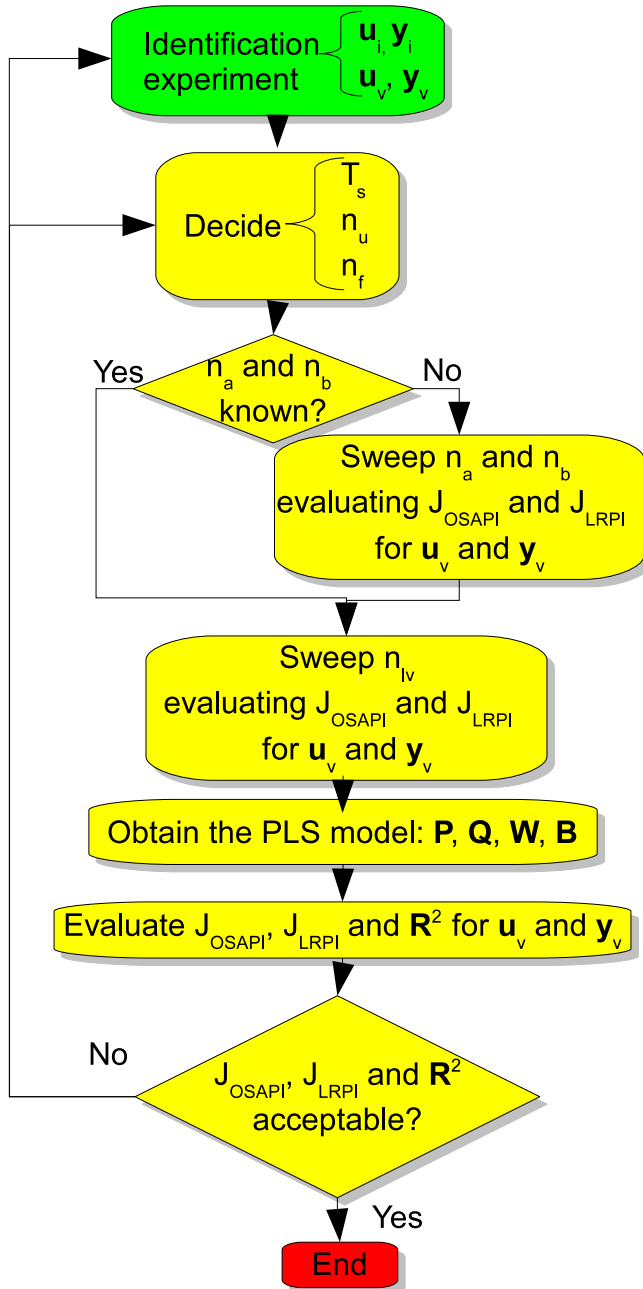 Identification
experiment
u_i, y_i
u_v, y_v
Decide
T_s
n_u
n_f
Yes
n_a and n_b
known?
No
Sweep n_a and n_b
evaluating J_OSAPI and J_LRPI
for u_v and y_v
Sweep n_lv
evaluating J_OSAPI and J_LRPI
for u_v and y_v
Obtain the PLS model: P, Q, W, B
Evaluate J_OSAPI, J_LRPI and R² for u_v and y_v
No
J_OSAPI, J_LRPI and R²
acceptable?
Yes
End